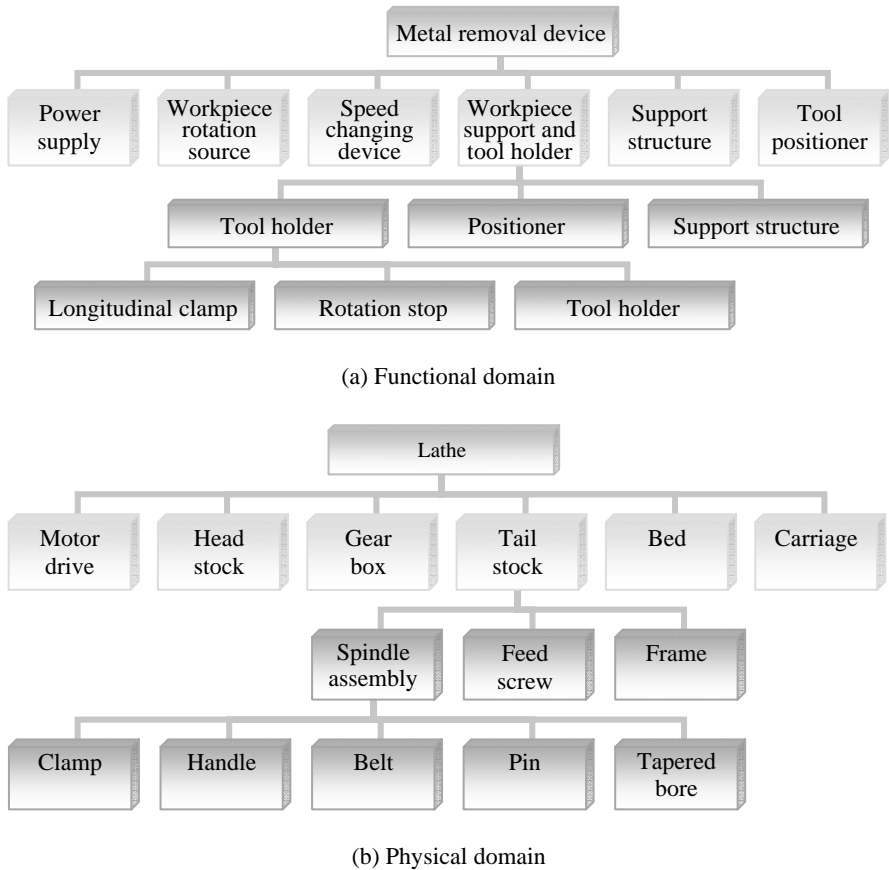 Metal removal device
Power
supply
Workpiece
rotation
source
Speed
changing
device
Workpiece
support and
tool holder
Support
structure
Tool
positioner
Tool holder
Positioner
Support structure
Longitudinal clamp
Rotation stop
Tool holder
(a) Functional domain
Lathe
Motor
drive
Head
stock
Gear
box
Tail
stock
Bed
Carriage
Spindle
assembly
Feed
screw
Frame
Clamp
Handle
Belt
Pin
Tapered
bore
(b) Physical domain